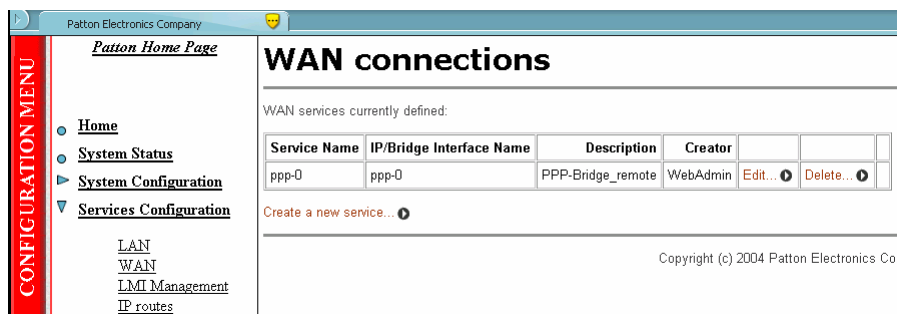 Patton Electronics Company
CONFIGURATION MENU
Patton Home Page
Home
System Status
System Configuration
Services Configuration
LAN
WAN
LMI Management
IP routes
WAN connections
WAN services currently defined:
Service Name IP/Bridge Interface Name Description Creator
ppp-0 ppp-0 PPP-Bridge_remote WebAdmin Edit... Delete...
Create a new service...
Copyright (c) 2004 Patton Electronics Co